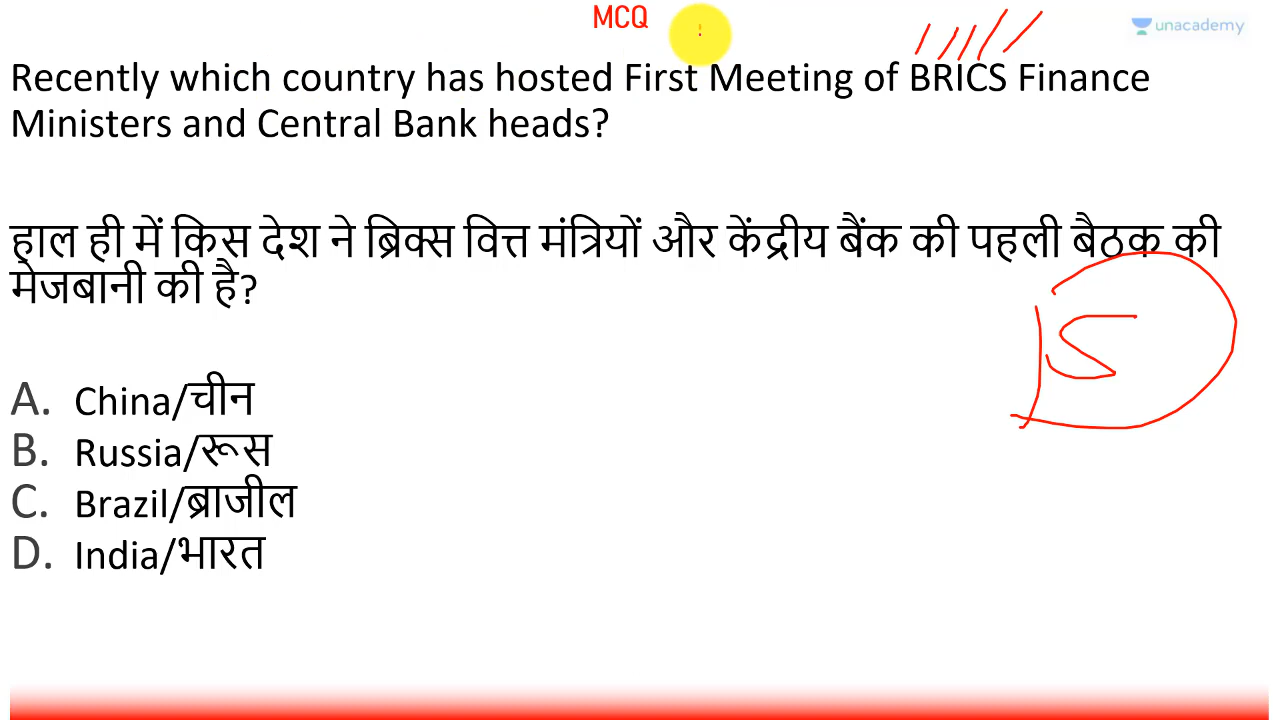 MCQ
unacademy
Recently which country has hosted First Meeting of BRICS Finance
Ministers and Central Bank heads?
हाल ही में किस देश ने ब्रिक्स वित्त मंत्रियों और केंद्रीय बैंक की पहली बैठक की
मेजबानी की है?
15
A. China/चीन
B. Russia/रूस
C. Brazil/ब्राजील
D. India/भारत